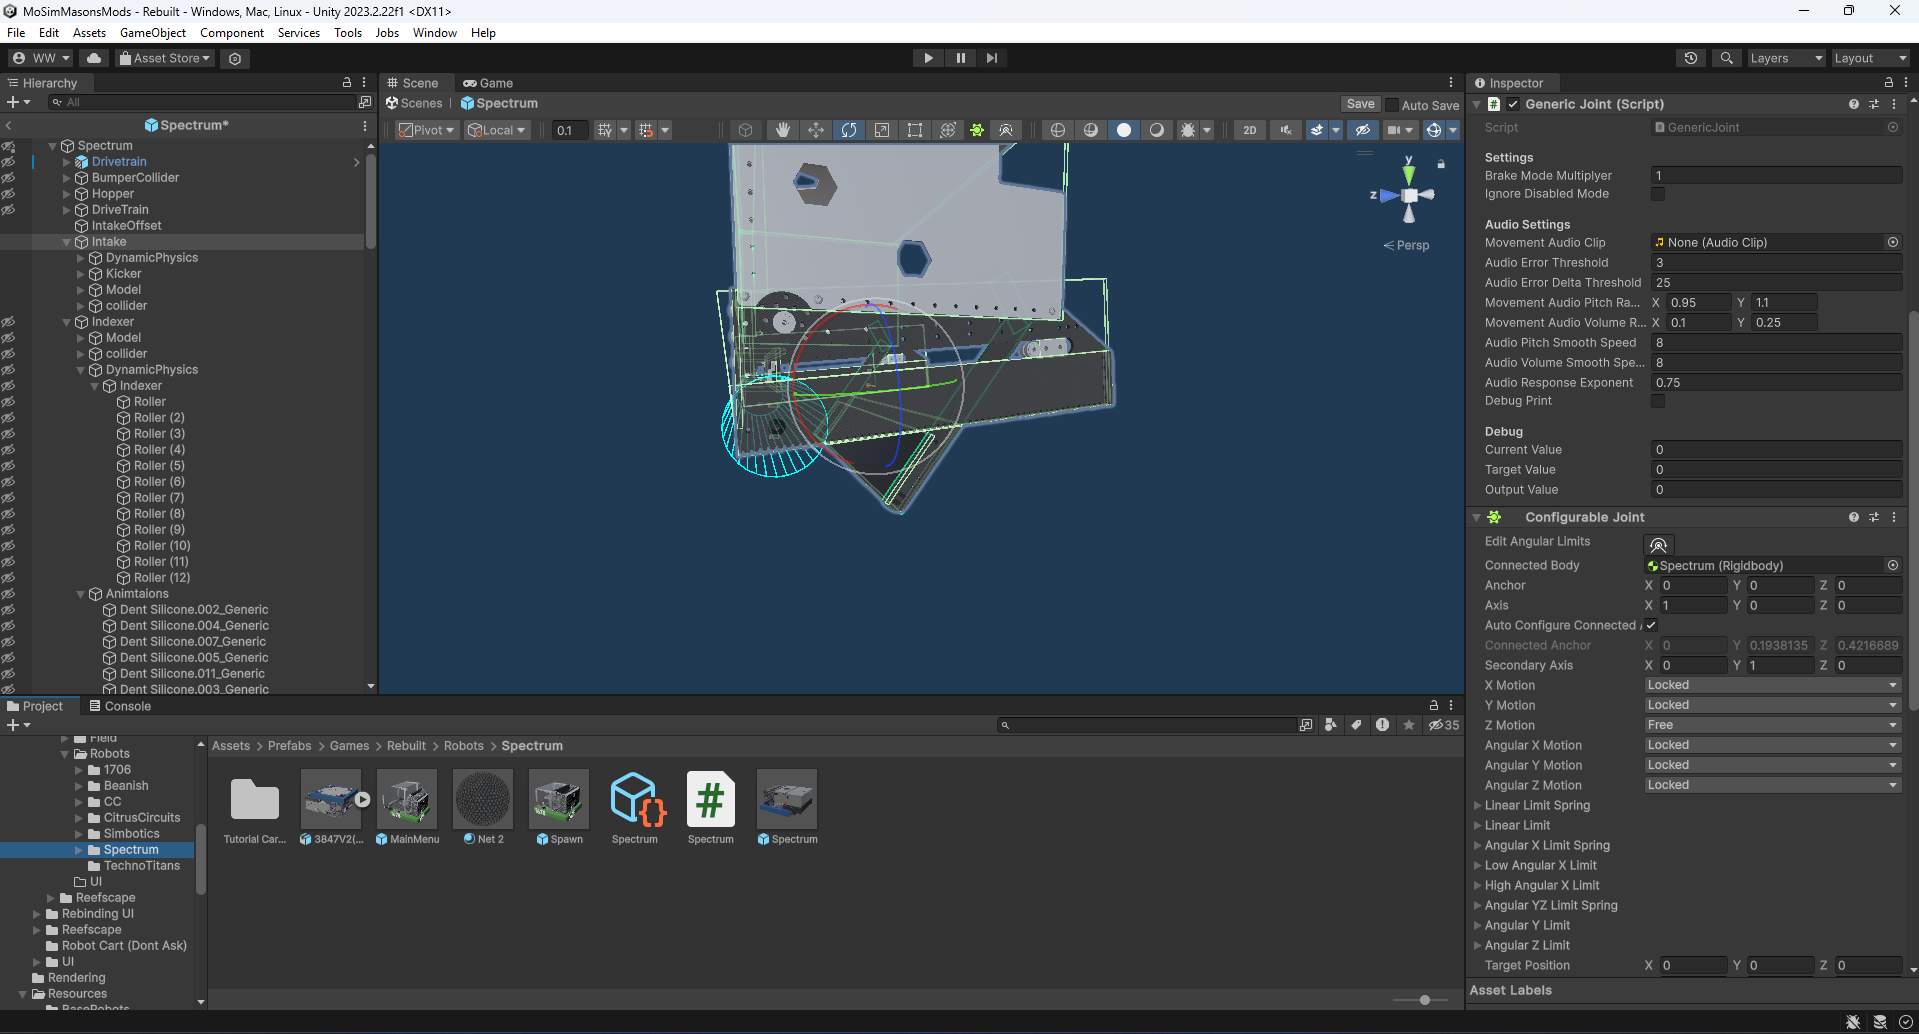 MoSimMasonsMods - Rebuilt - Windows, Mac, Linux - Unity 2023.2.22f1 <DX11>
File Edit Assets GameObject Component Services Tools Jobs Window Help
WW Asset Store Layers Layout
Hierarchy
All
Spectrum*
Spectrum
Drivetrain
BumperCollider
Hopper
DriveTrain
IntakeOffset
Intake
DynamicPhysics
Kicker
Model
collider
Indexer
Model
collider
DynamicPhysics
Indexer
Roller
Roller (2)
Roller (3)
Roller (4)
Roller (5)
Roller (6)
Roller (7)
Roller (8)
Roller (9)
Roller (10)
Roller (11)
Roller (12)
Animtaions
Dent Silicone.002_Generic
Dent Silicone.004_Generic
Dent Silicone.007_Generic
Dent Silicone.005_Generic
Dent Silicone.011_Generic
Dent Silicone.003_Generic
Scene Game
Scenes | Spectrum Save Auto Save
Pivot Local 0.1 2D
y
z
Persp
Inspector
Generic Joint (Script)
Script GenericJoint
Settings
Brake Mode Multiplyer 1
Ignore Disabled Mode
Audio Settings
Movement Audio Clip None (Audio Clip)
Audio Error Threshold 3
Audio Error Delta Threshold 25
Movement Audio Pitch Ra... X 0.95 Y 1.1
Movement Audio Volume R... X 0.1 Y 0.25
Audio Pitch Smooth Speed 8
Audio Volume Smooth Spe... 8
Audio Response Exponent 0.75
Debug Print
Debug
Current Value 0
Target Value 0
Output Value 0
Configurable Joint
Edit Angular Limits
Connected Body Spectrum (Rigidbody)
Anchor X 0 Y 0 Z 0
Axis X 1 Y 0 Z 0
Auto Configure Connected
Connected Anchor X 0 Y 0.1938135 Z 0.4216689
Secondary Axis X 0 Y 1 Z 0
X Motion Locked
Y Motion Locked
Z Motion Free
Angular X Motion Locked
Angular Y Motion Locked
Angular Z Motion Locked
Linear Limit Spring
Linear Limit
Angular X Limit Spring
Low Angular X Limit
High Angular X Limit
Angular YZ Limit Spring
Angular Y Limit
Angular Z Limit
Target Position X 0 Y 0 Z 0
Asset Labels
Project Console
35
Field
Robots
1706
Beanish
CC
CitrusCircuits
Simbotics
Spectrum
TechnoTitans
UI
Reefscape
Rebinding UI
Reefscape
Robot Cart (Dont Ask)
UI
Rendering
Resources
BaseRobots
Assets > Prefabs > Games > Rebuilt > Robots > Spectrum
Tutorial Car... 3847V2(... MainMenu Net 2 Spawn Spectrum Spectrum Spectrum